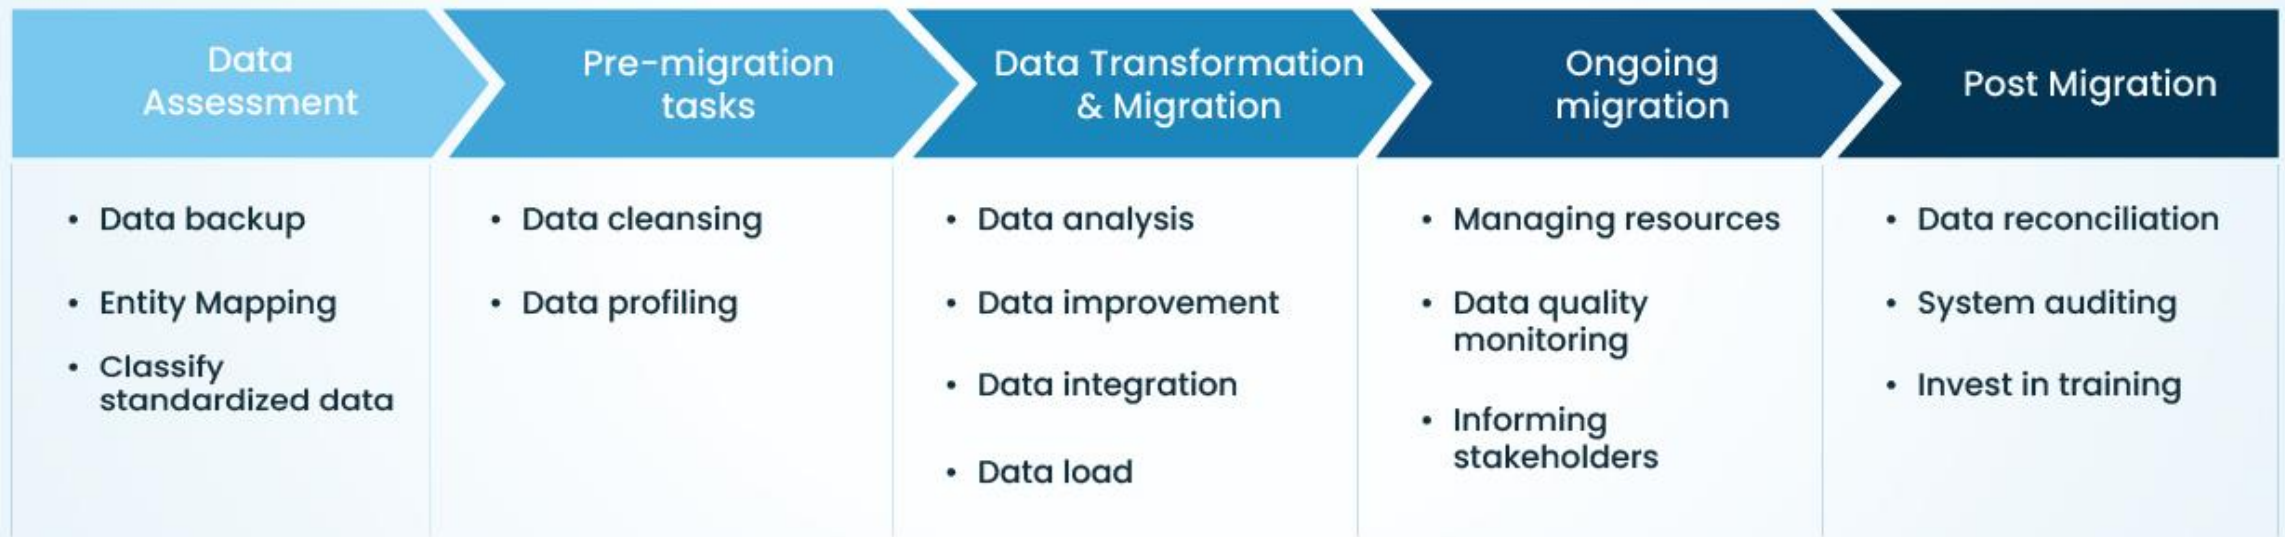 Data
Assessment
Pre-migration
tasks
Data Transformation
& Migration
Ongoing
migration
Post Migration
• Data backup
• Entity Mapping
• Classify
standardized data
• Data cleansing
• Data profiling
• Data analysis
• Data improvement
• Data integration
• Data load
• Managing resources
• Data quality
monitoring
• Informing
stakeholders
• Data reconciliation
• System auditing
• Invest in training